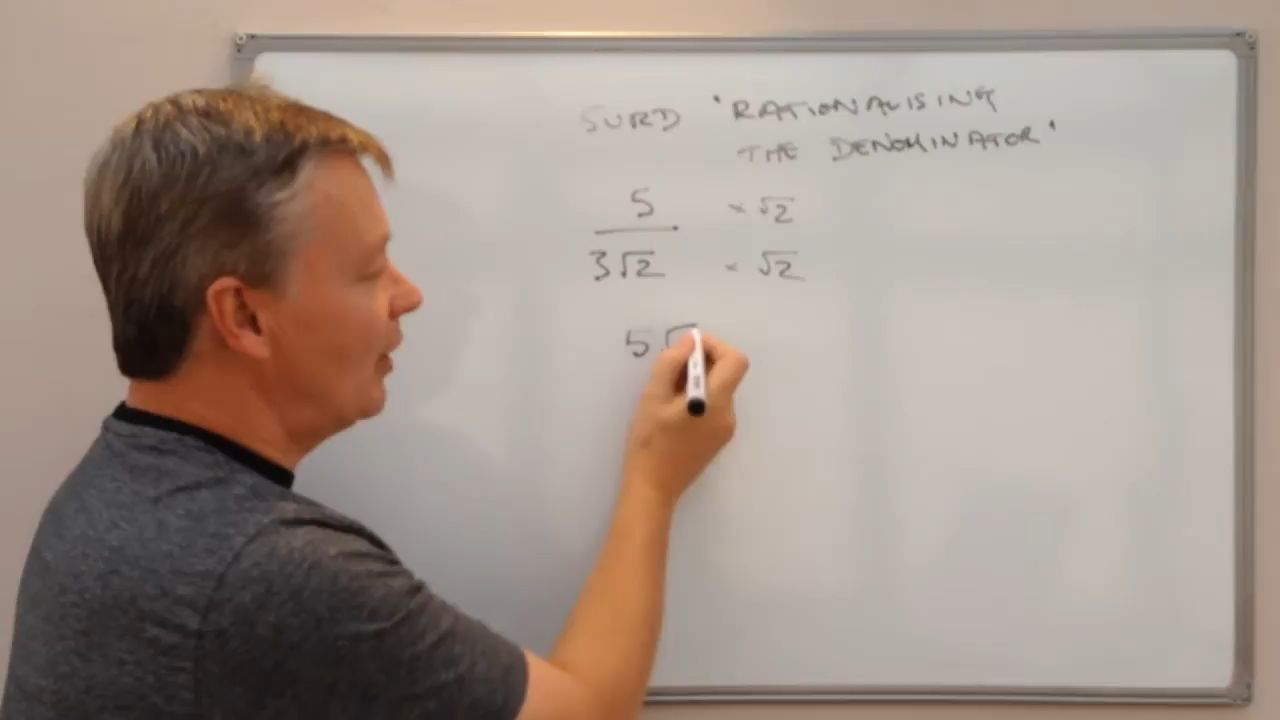 SURD 'RATIONALISING
THE DENOMINATOR'
5 × √2
3√2 × √2
5√